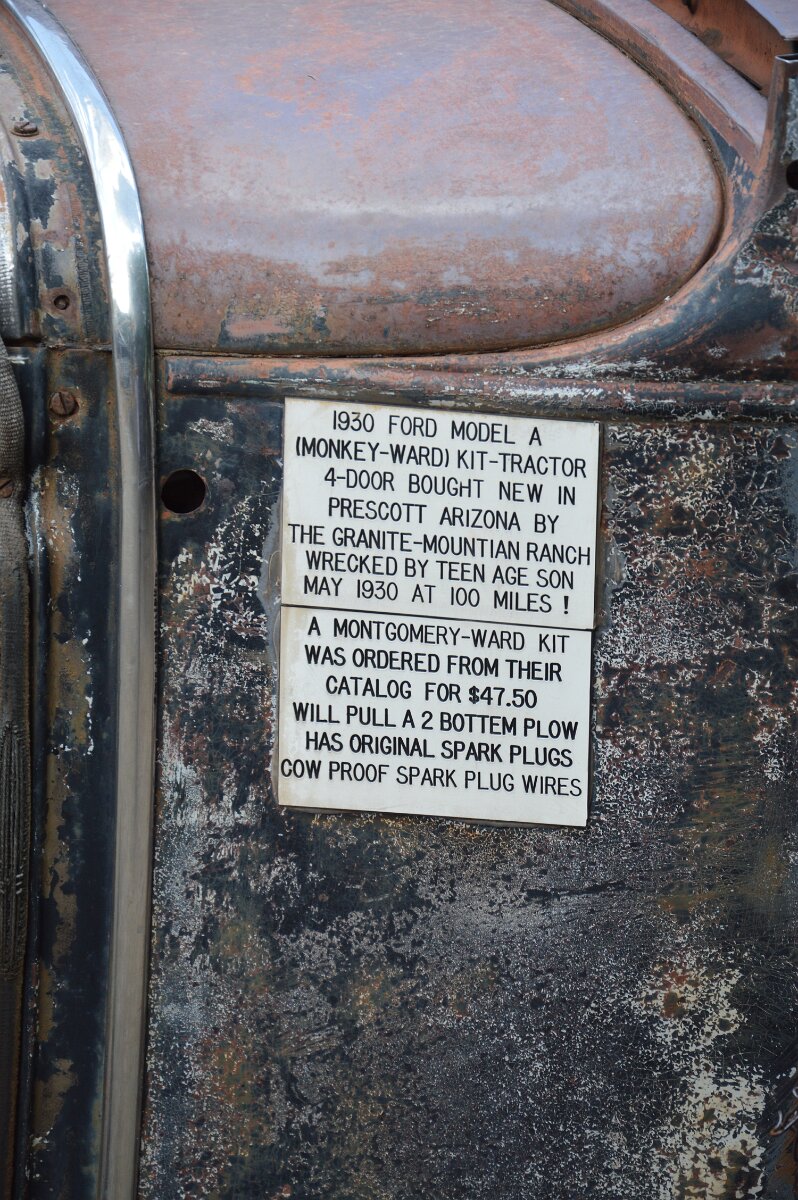 1930 FORD MODEL A
(MONKEY-WARD) KIT-TRACTOR
4-DOOR BOUGHT NEW IN
PRESCOTT ARIZONA BY
THE GRANITE-MOUNTIAN RANCH
WRECKED BY TEEN AGE SON
MAY 1930 AT 100 MILES !
A MONTGOMERY-WARD KIT
WAS ORDERED FROM THEIR
CATALOG FOR $47.50
WILL PULL A 2 BOTTEM PLOW
HAS ORIGINAL SPARK PLUGS
COW PROOF SPARK PLUG WIRES